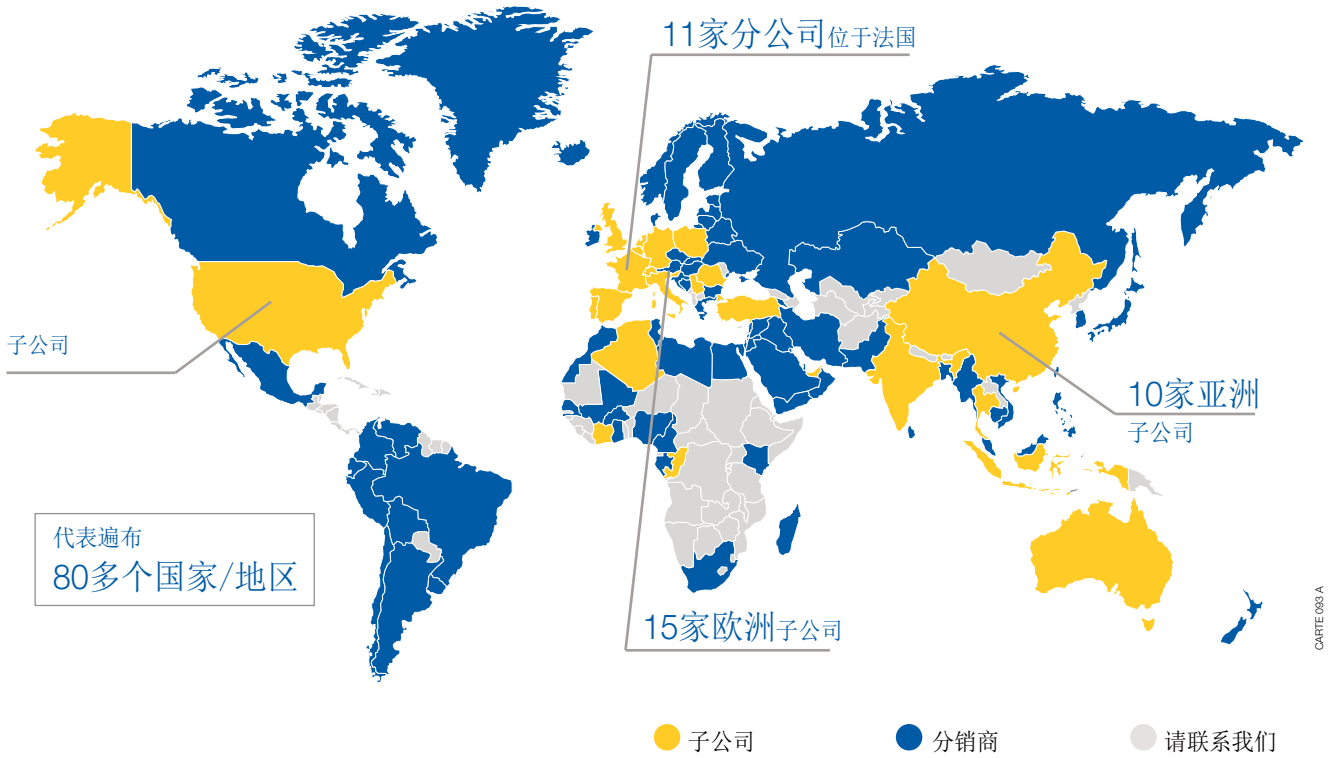 11家分公司位于法国
子公司
10家亚洲
子公司
代表遍布
80多个国家/地区
15家欧洲子公司
CARTE 093 A
子公司
分销商
请联系我们